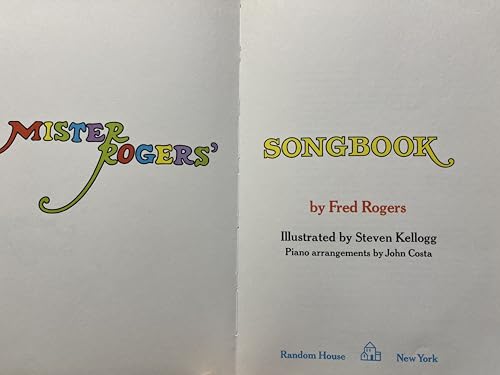 MISTER
ROGERS'
SONGBOOK
by Fred Rogers
Illustrated by Steven Kellogg
Piano arrangements by John Costa
Random House New York